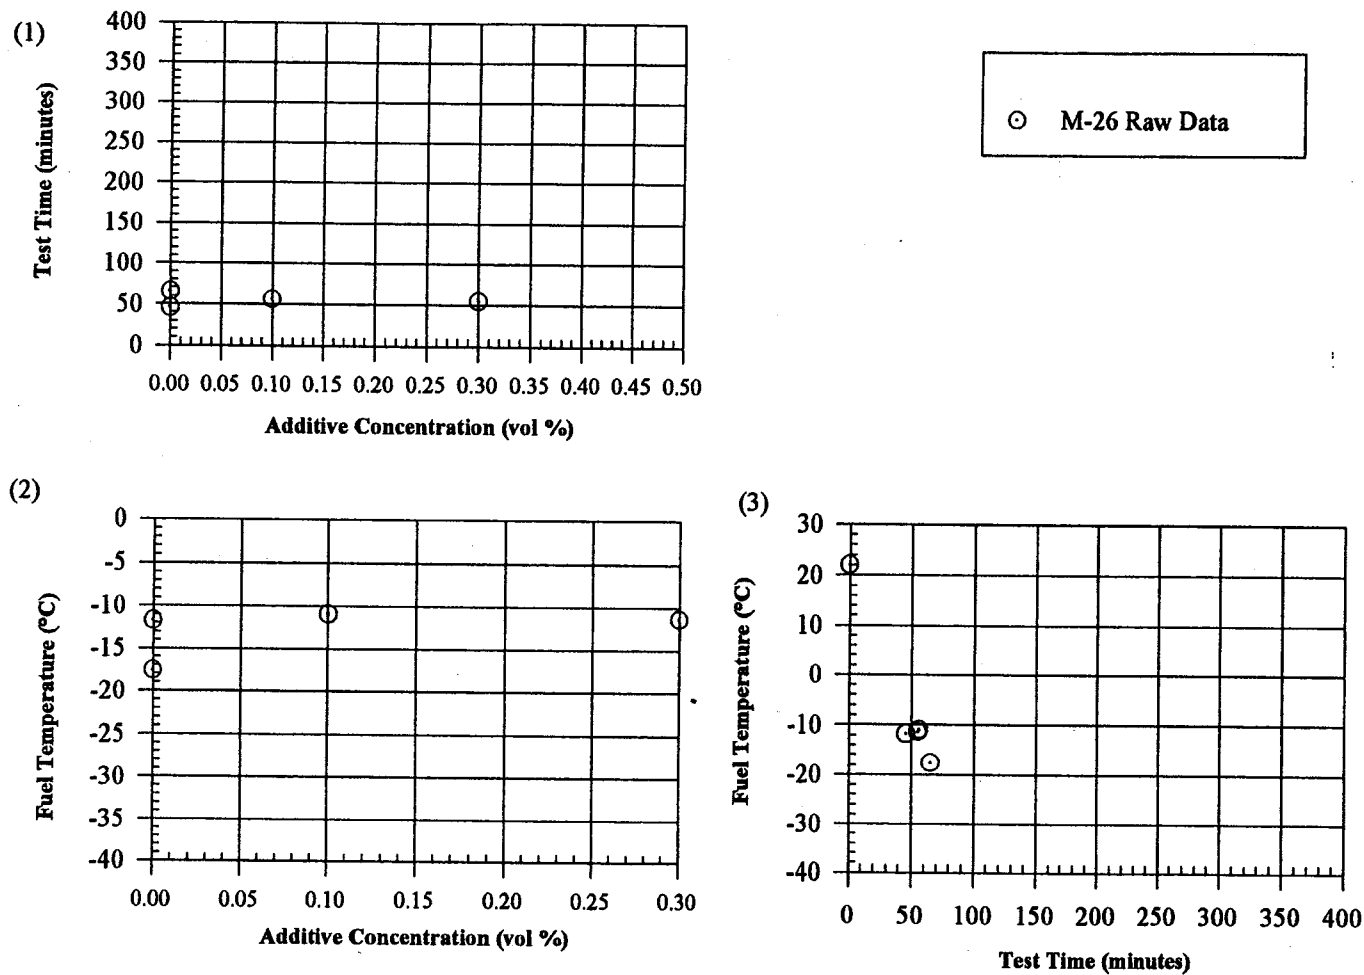 (1)
Test Time (minutes)
400
350
300
250
200
150
100
50
0
0.00 0.05 0.10 0.15 0.20 0.25 0.30 0.35 0.40 0.45 0.50
Additive Concentration (vol %)
M-26 Raw Data
(2)
Fuel Temperature (°C)
0
-5
-10
-15
-20
-25
-30
-35
-40
0.00 0.05 0.10 0.15 0.20 0.25 0.30
Additive Concentration (vol %)
(3)
Fuel Temperature (°C)
30
20
10
0
-10
-20
-30
-40
0 50 100 150 200 250 300 350 400
Test Time (minutes)